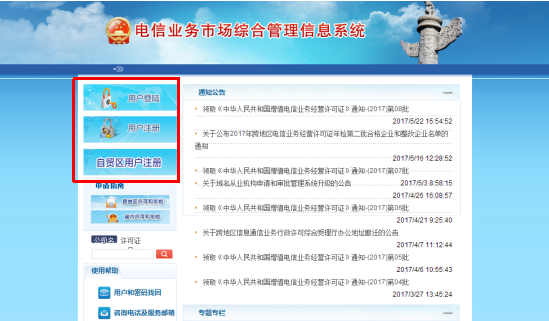 电信业务市场综合管理信息系统
用户登陆
用户注册
自贸区用户注册
申请指南
跨地区许可和年检
省内许可和年检
公司名
许可证
使用帮助
用户和密码找回
咨询电话及服务邮箱
通知公告
领取《中华人民共和国增值电信业务经营许可证》通知-(2017)第08批
2017/5/22 15:54:52
关于公布2017年跨地区电信业务经营许可证年检第二批合格企业和整改企业名单的
通知
2017/5/16 12:28:52
领取《中华人民共和国增值电信业务经营许可证》通知-(2017)第07批
关于域名从业机构申请和审批管理系统升级的公告 2017/5/3 8:58:15
2017/4/26 16:08:57
领取《中华人民共和国增值电信业务经营许可证》通知-(2017)第06批
2017/4/21 9:25:40
关于跨地区信息通信业务行政许可综合受理厅办公地址搬迁的公告
2017/4/7 11:12:44
领取《中华人民共和国增值电信业务经营许可证》通知-(2017)第05批
2017/4/6 10:55:43
领取《中华人民共和国增值电信业务经营许可证》通知-(2017)第04批
2017/3/27 13:45:24
专题专栏